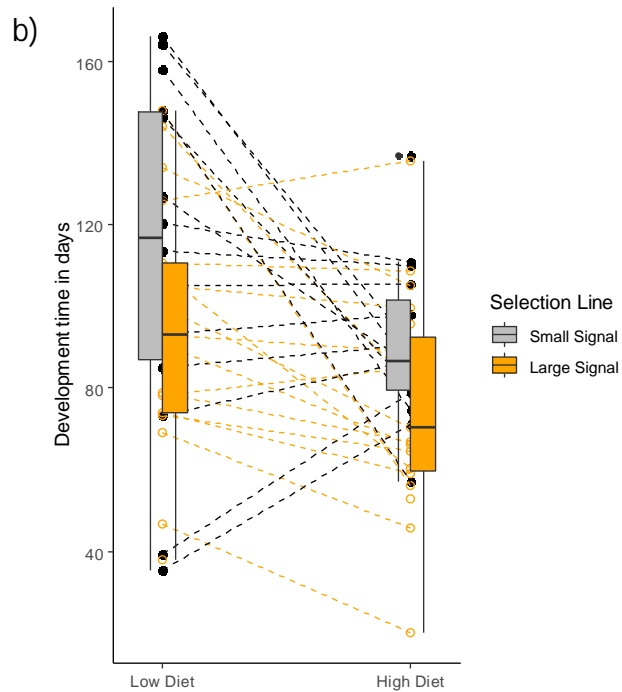 b)
Development time in days
160
120
80
40
Low Diet
High Diet
Selection Line
Small Signal
Large Signal